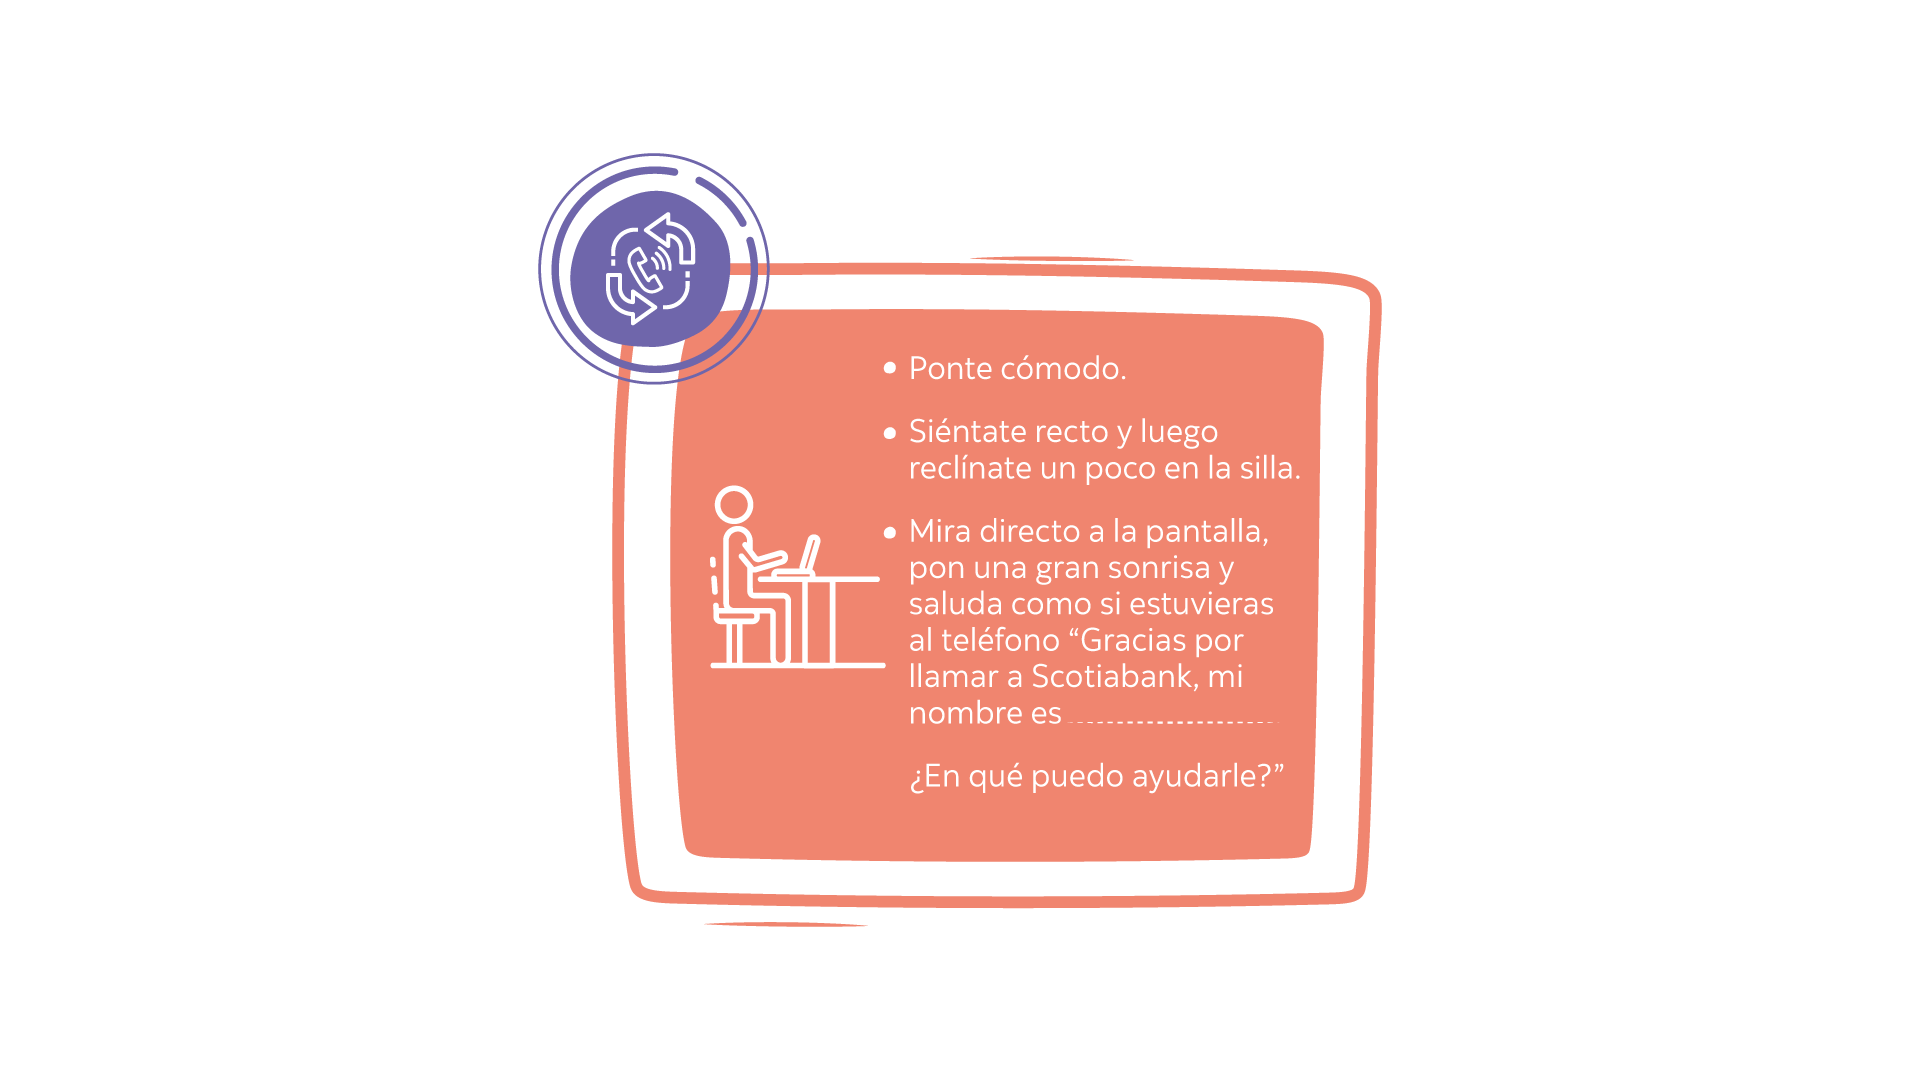 • Ponte cómodo.
• Siéntate recto y luego
reclínate un poco en la silla.
• Mira directo a la pantalla,
pon una gran sonrisa y
saluda como si estuvieras
al teléfono “Gracias por
llamar a Scotiabank, mi
nombre es ----------------------
¿En qué puedo ayudarle?”